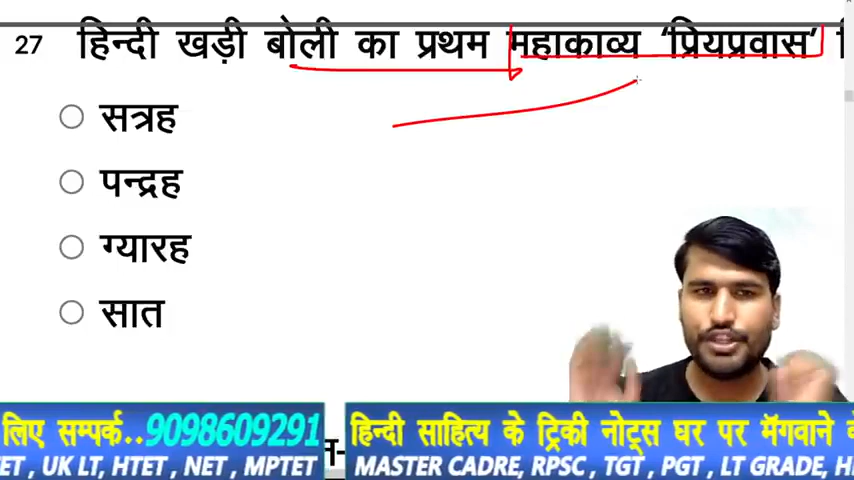 27 हिन्दी खड़ी बोली का प्रथम महाकाव्य 'प्रियप्रवास'
सत्रह
पन्द्रह
ग्यारह
सात
लिए सम्पर्क..9098609291 हिन्दी साहित्य के ट्रिकी नोट्स घर पर मॅगवाने
ET , UK LT, HTET , NET , MPTET MASTER CADRE, RPSC , TGT , PGT , LT GRADE,